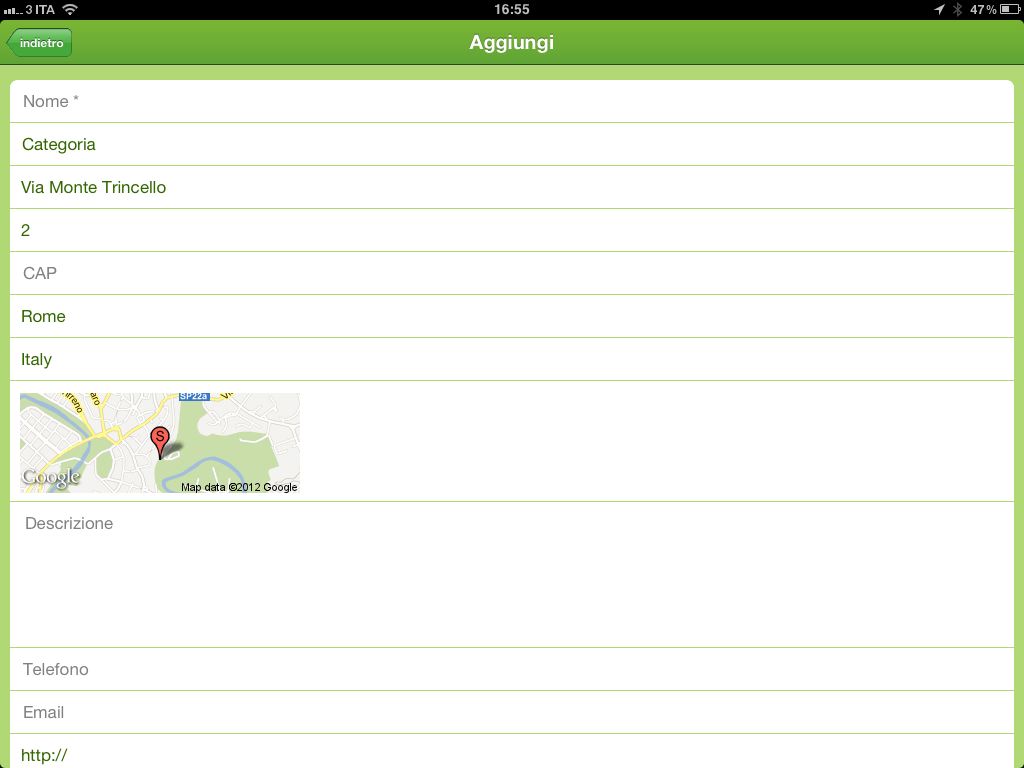 3 ITA 16:55 47%
indietro Aggiungi
Nome *
Categoria
Via Monte Trincello
2
CAP
Rome
Italy
SP22a
Google
Map data ©2012 Google
Descrizione
Telefono
Email
http://